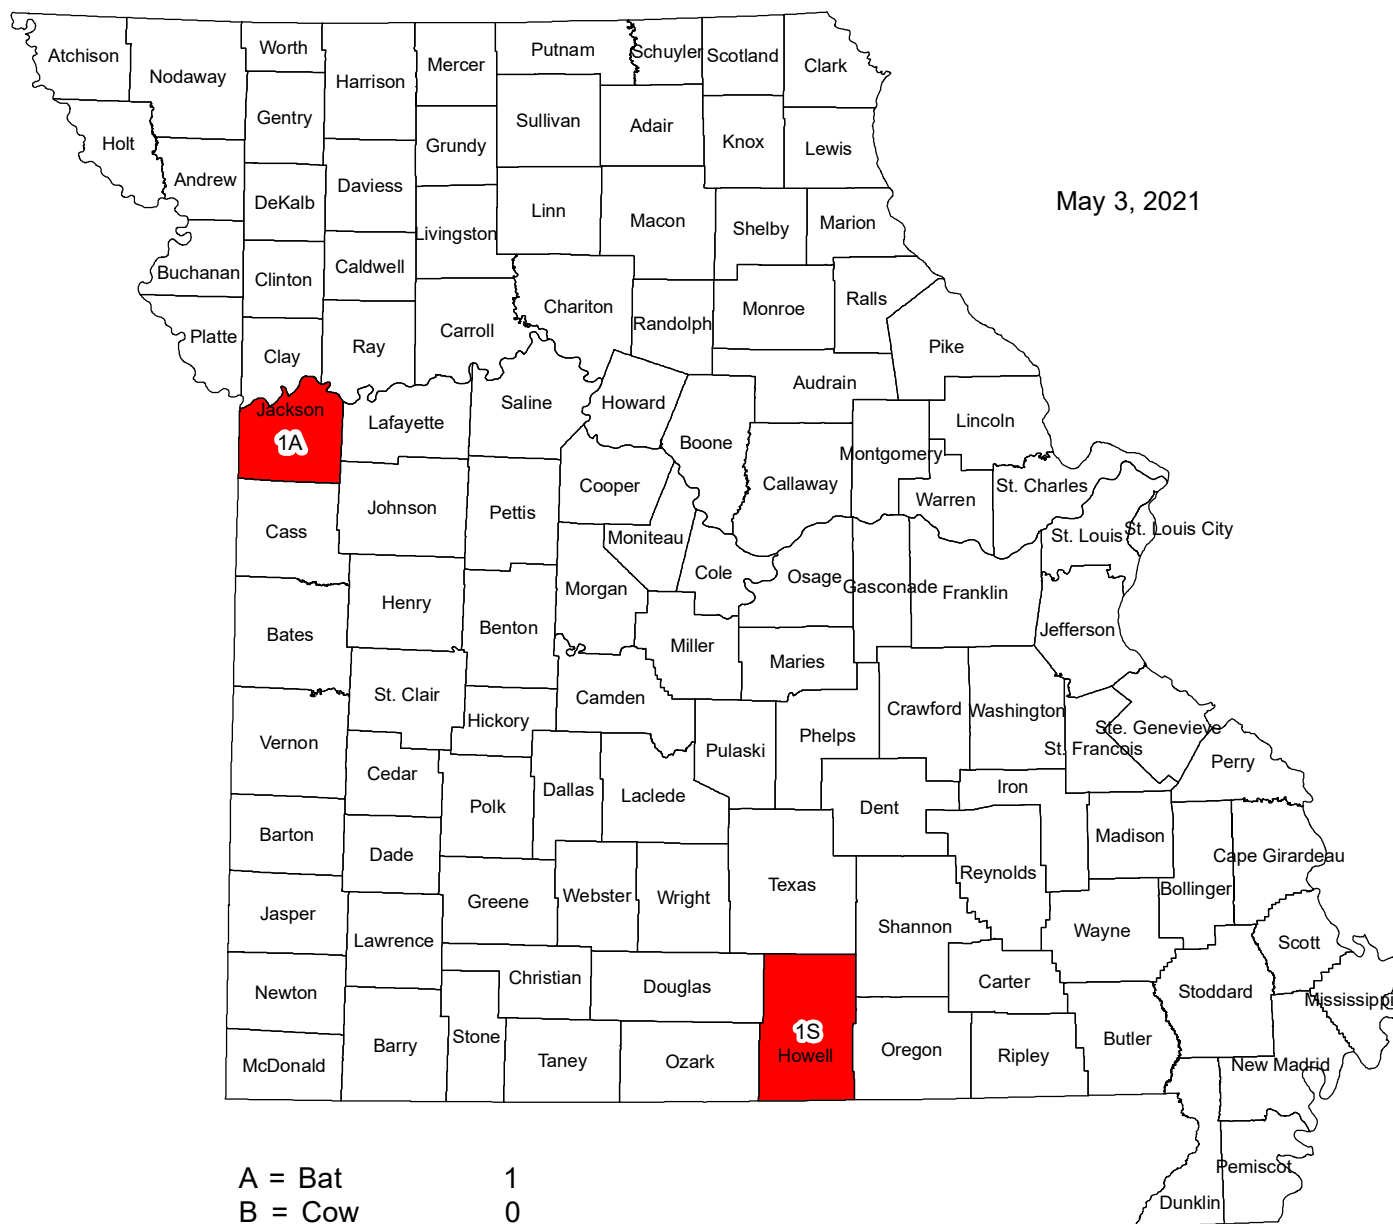 Atchison
Nodaway
Worth
Harrison
Mercer
Putnam
Schuyler
Scotland
Clark
Gentry
Sullivan
Adair
Knox
Lewis
Holt
Andrew
DeKalb
Daviess
Grundy
Linn
Macon
Shelby
Marion
May 3, 2021
Livingston
Buchanan
Clinton
Caldwell
Chariton
Randolph
Monroe
Ralls
Platte
Clay
Ray
Carroll
Pike
Audrain
Jackson
1A
Lafayette
Saline
Howard
Boone
Lincoln
Callaway
Montgomery
Cooper
Warren
St. Charles
Cass
Johnson
Pettis
Moniteau
St. Louis
St. Louis City
Cole
Osage
Gasconade
Franklin
Morgan
Henry
Benton
Bates
Miller
Maries
Jefferson
St. Clair
Camden
Crawford
Washington
Hickory
Ste. Genevieve
Vernon
Pulaski
Phelps
St. Francois
Perry
Cedar
Polk
Dallas
Laclede
Dent
Iron
Barton
Dade
Madison
Cape Girardeau
Texas
Reynolds
Bollinger
Jasper
Greene
Webster
Wright
Shannon
Wayne
Lawrence
Scott
Newton
Christian
Douglas
Carter
Stoddard
Mississippi
Barry
Stone
1S
Howell
Oregon
Ripley
Butler
McDonald
Taney
Ozark
New Madrid
Pemiscot
Dunklin
A = Bat 1
B = Cow 0